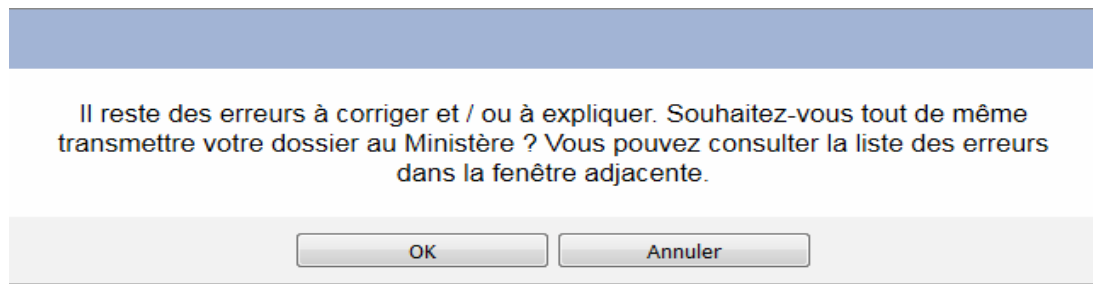 Il reste des erreurs à corriger et / ou à expliquer. Souhaitez-vous tout de même
transmettre votre dossier au Ministère ? Vous pouvez consulter la liste des erreurs
dans la fenêtre adjacente.
OK
Annuler